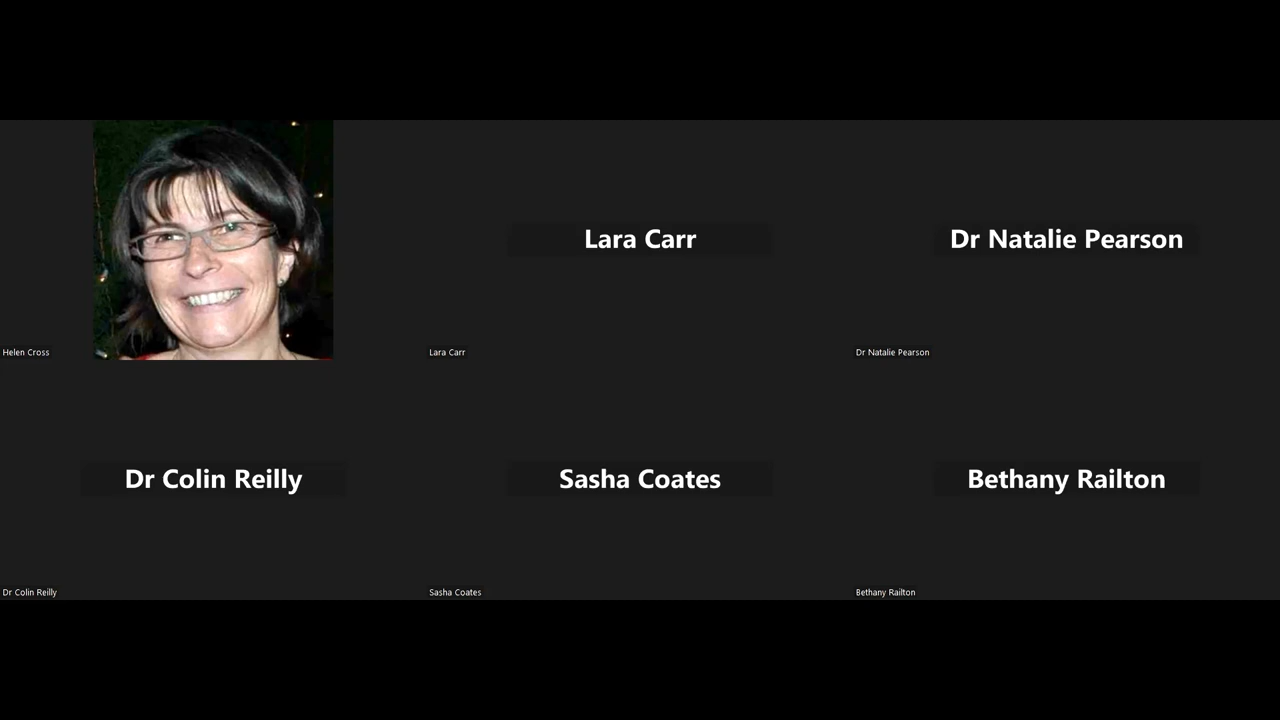 Lara Carr
Dr Natalie Pearson
Helen Cross
Lara Carr
Dr Natalie Pearson
Dr Colin Reilly
Sasha Coates
Bethany Railton
Dr Colin Reilly
Sasha Coates
Bethany Railton